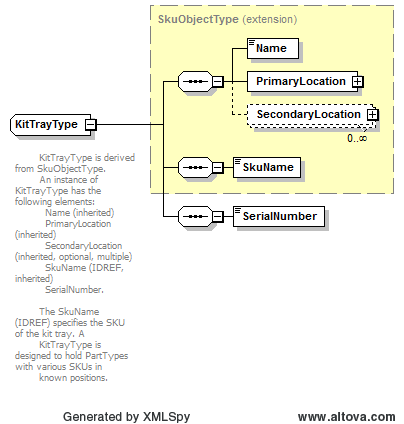 SkuObjectType (extension)
Name
PrimaryLocation
SecondaryLocation
0..∞
KitTrayType
SkuName
SerialNumber
KitTrayType is derived
from SkuObjectType.
An instance of
KitTrayType has the
following elements:
Name (inherited)
PrimaryLocation
(inherited)
SecondaryLocation
(inherited, optional, multiple)
SkuName (IDREF,
inherited)
SerialNumber.
The SkuName
(IDREF) specifies the SKU
of the kit tray. A
KitTrayType is
designed to hold PartTypes
with various SKUs in
known positions.
Generated by XMLSpy
www.altova.com